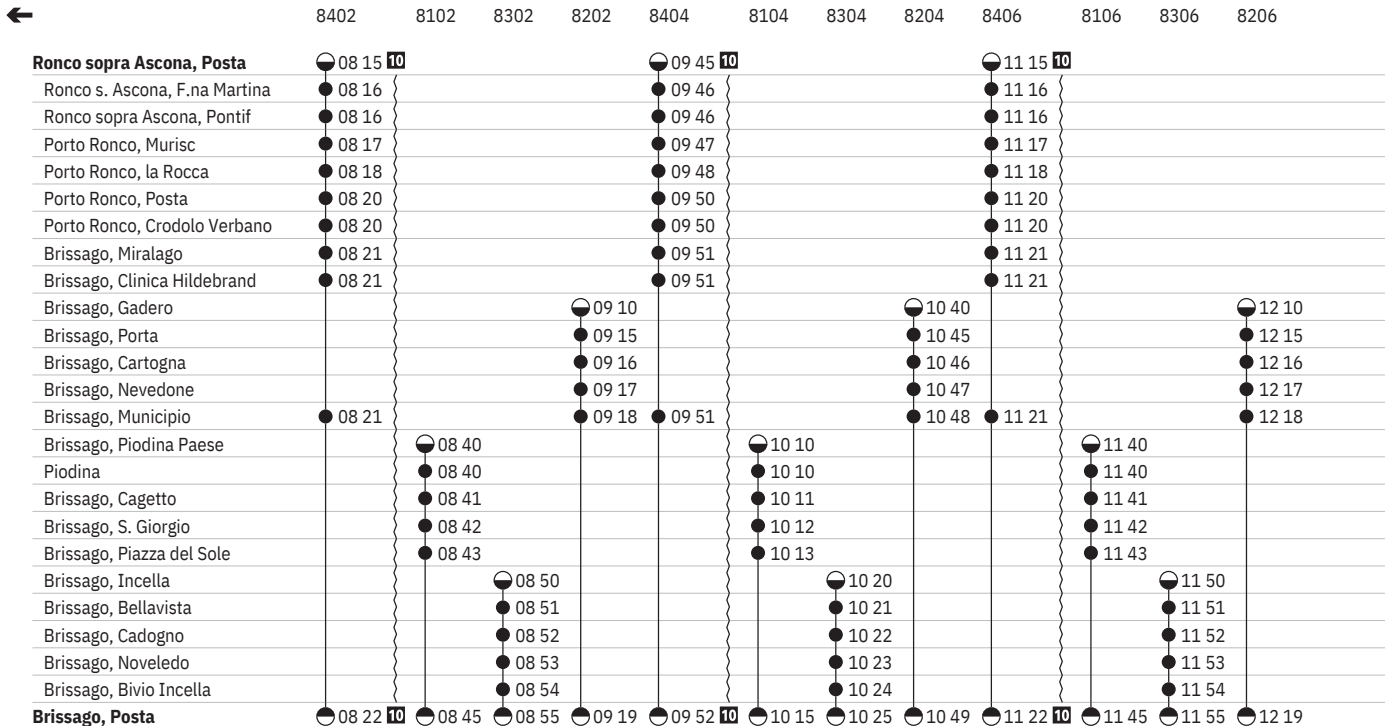 8402 8102 8302 8202 8404 8104 8304 8204 8406 8106 8306 8206
Ronco sopra Ascona, Posta 08 15 10 09 45 10 11 15 10
Ronco s. Ascona, F.na Martina 08 16 09 46 11 16
Ronco sopra Ascona, Pontif 08 16 09 46 11 16
Porto Ronco, Murisc 08 17 09 47 11 17
Porto Ronco, la Rocca 08 18 09 48 11 18
Porto Ronco, Posta 08 20 09 50 11 20
Porto Ronco, Crodolo Verbano 08 20 09 50 11 20
Brissago, Miralago 08 21 09 51 11 21
Brissago, Clinica Hildebrand 08 21 09 51 11 21
Brissago, Gadero 09 10 10 40 12 10
Brissago, Porta 09 15 10 45 12 15
Brissago, Cartogna 09 16 10 46 12 16
Brissago, Nevedone 09 17 10 47 12 17
Brissago, Municipio 08 21 09 18 09 51 10 48 11 21 12 18
Brissago, Piodina Paese 08 40 10 10 11 40
Piodina 08 40 10 10 11 40
Brissago, Cagetto 08 41 10 11 11 41
Brissago, S. Giorgio 08 42 10 12 11 42
Brissago, Piazza del Sole 08 43 10 13 11 43
Brissago, Incella 08 50 10 20 11 50
Brissago, Bellavista 08 51 10 21 11 51
Brissago, Cadogno 08 52 10 22 11 52
Brissago, Noveledo 08 53 10 23 11 53
Brissago, Bivio Incella 08 54 10 24 11 54
Brissago, Posta 08 22 10 08 45 08 55 09 19 09 52 10 10 15 10 25 10 49 11 22 10 11 45 11 55 12 19